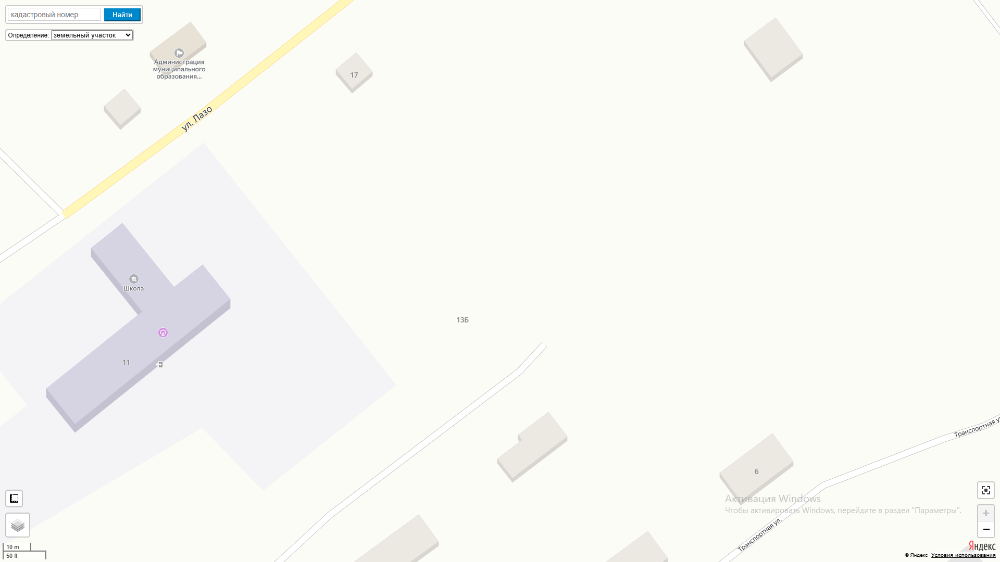 кадастровый номер
Найти
Определение: земельный участок
Администрация
муниципального
образования...
17
ул. Лазо
Школа
13Б
11
Транспортная у
6
Активация Windows
Чтобы активировать Windows, перейдите в раздел "Параметры".
Транспортная ул.
+
−
10 m
50 ft
Яндекс
© Яндекс Условия использования